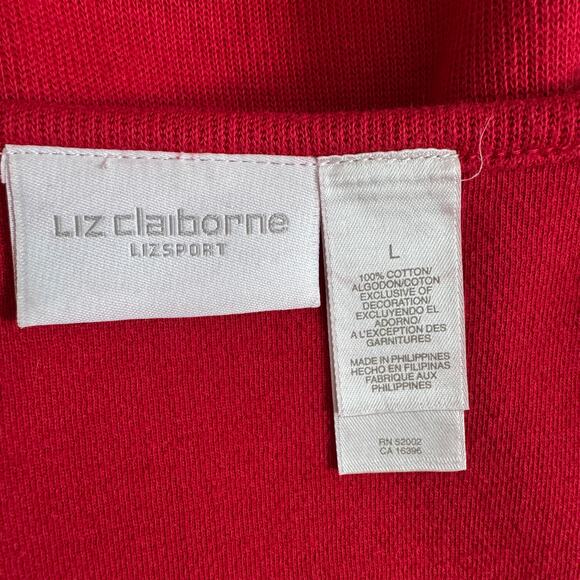 Liz claiborne
LIZSPORT
L
100% COTTON/
ALGODON/COTON
EXCLUSIVE OF
DECORATION/
EXCLUYENDO EL
ADORNO/
A L'EXCEPTION DES
GARNITURES
MADE IN PHILIPPINES
HECHO EN FILIPINAS
FABRIQUE AUX
PHILIPPINES
RN 52002
CA 16396